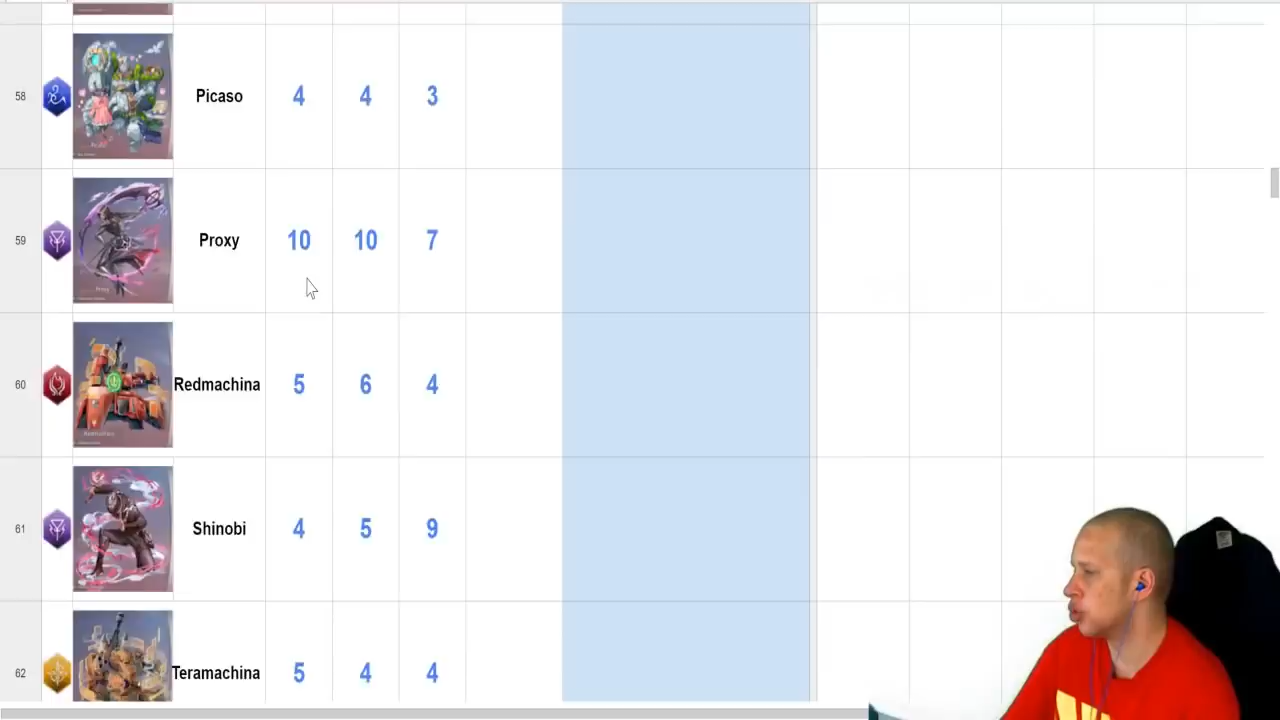 58 Picaso 4 4 3
59 Proxy 10 10 7
60 Redmachina 5 6 4
61 Shinobi 4 5 9
62 Teramachina 5 4 4